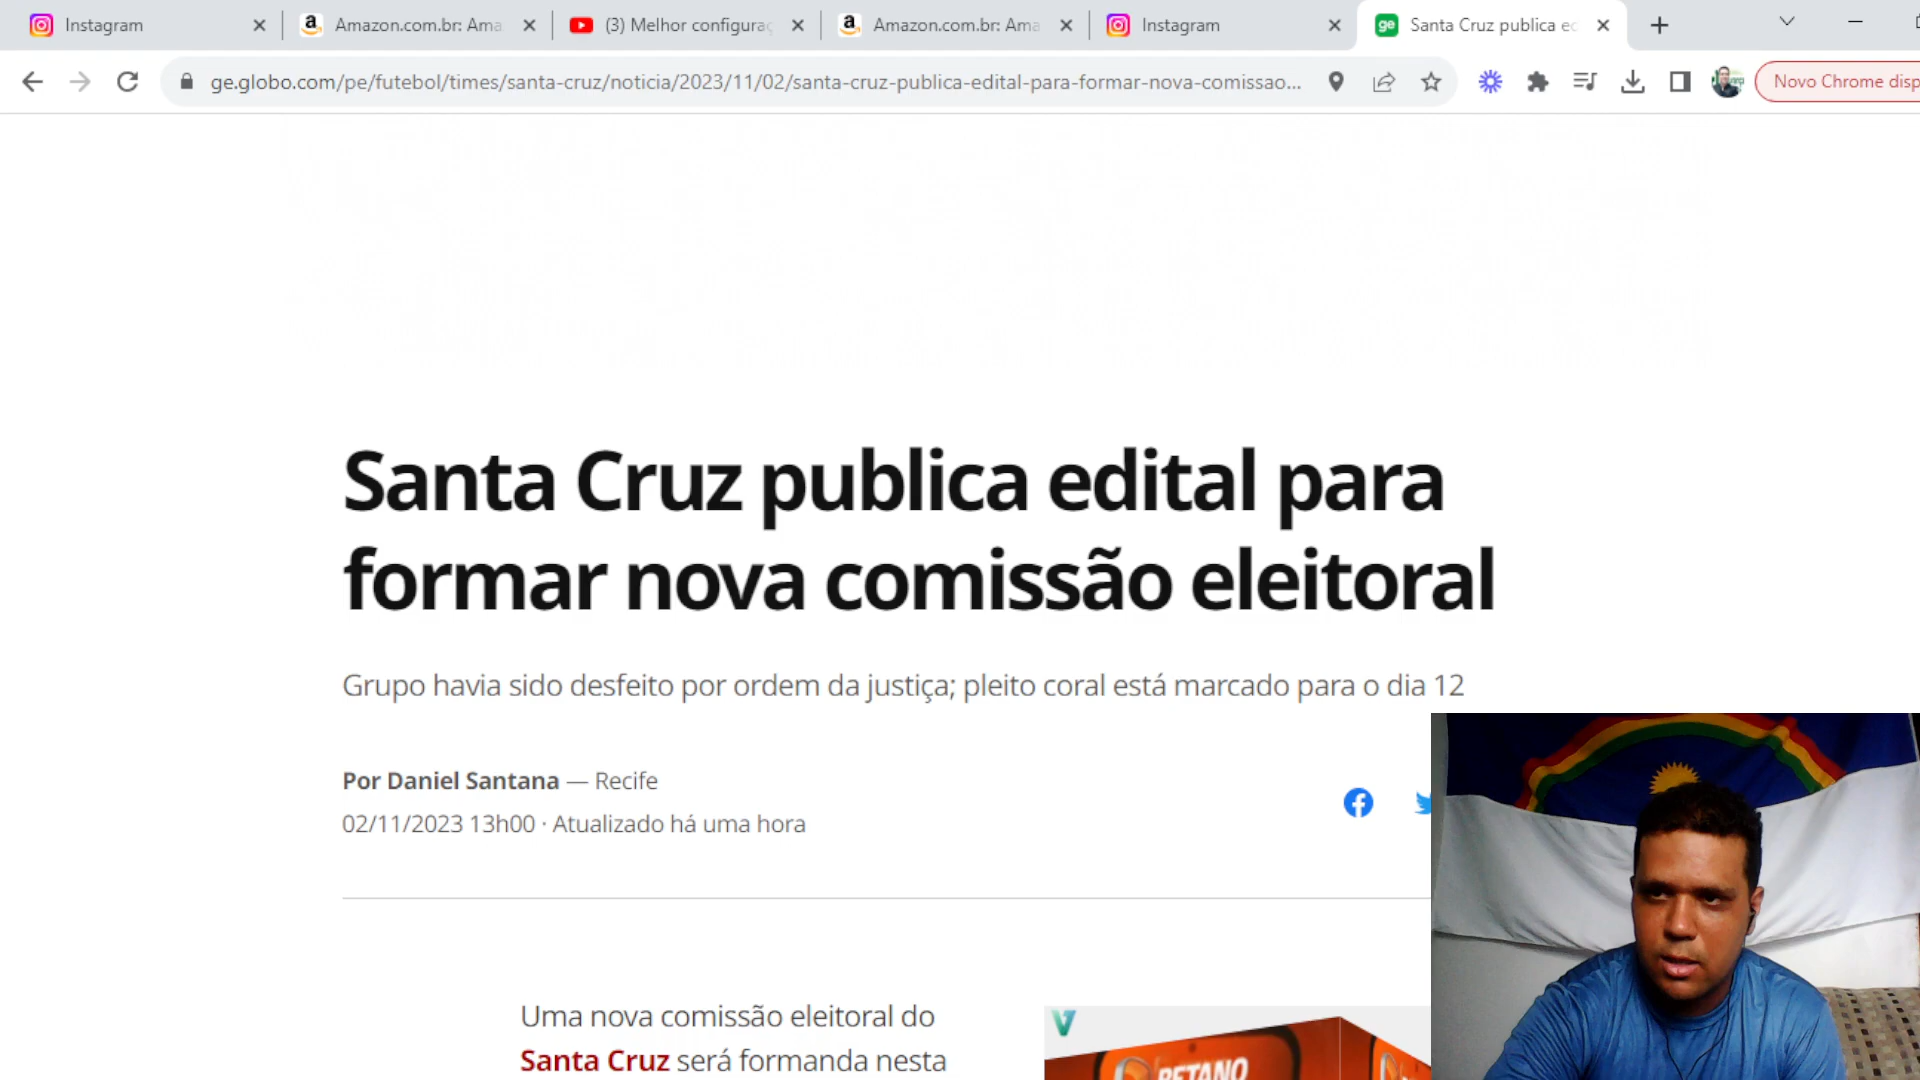 Instagram
Amazon.com.br: Ama
(3) Melhor configuraç
Amazon.com.br: Ama
Instagram
ge
Santa Cruz publica ec
ge.globo.com/pe/futebol/times/santa-cruz/noticia/2023/11/02/santa-cruz-publica-edital-para-formar-nova-comissao...
Novo Chrome disp
Santa Cruz publica edital para
formar nova comissão eleitoral
Grupo havia sido desfeito por ordem da justiça; pleito coral está marcado para o dia 12
Por Daniel Santana — Recife
02/11/2023 13h00 · Atualizado há uma hora
Uma nova comissão eleitoral do
Santa Cruz será formanda nesta
BETANO